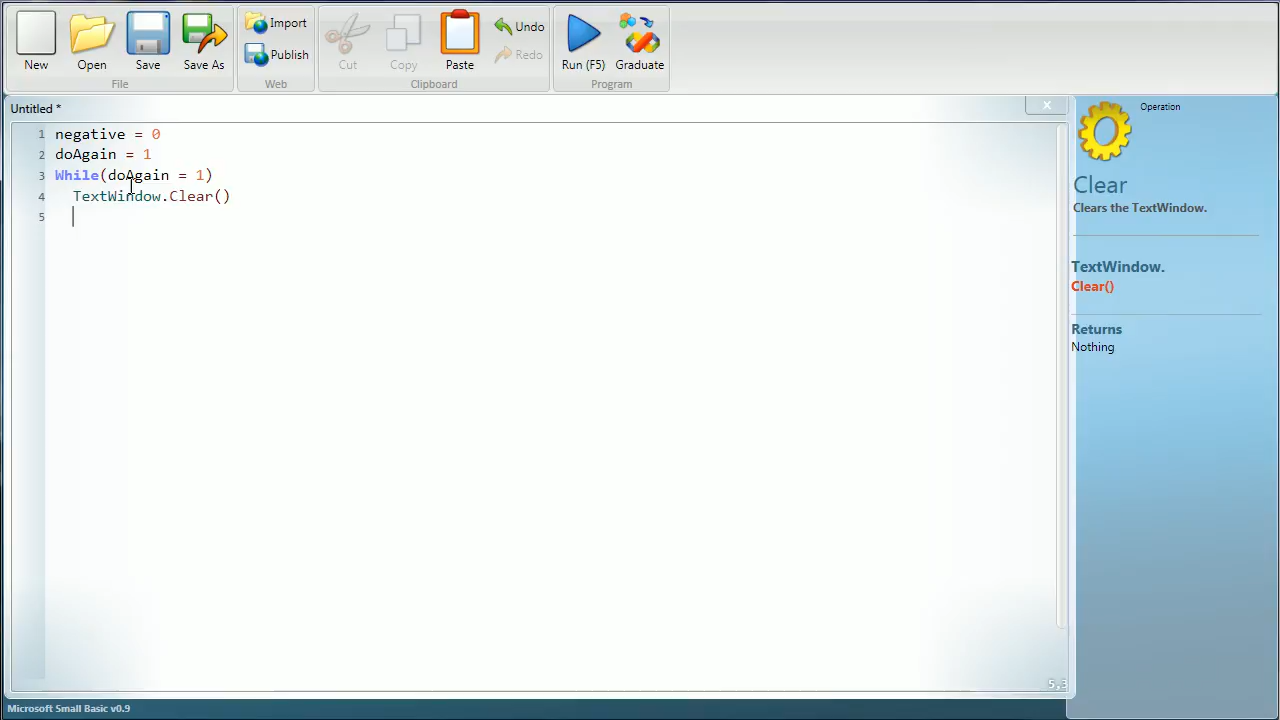 New
Open
Save
Save As
File
Import
Publish
Web
Cut
Copy
Paste
Undo
Redo
Clipboard
Run (F5)
Graduate
Program
Untitled *
1 negative = 0
2 doAgain = 1
3 While(doAgain = 1)
4 TextWindow.Clear()
5
5,3
Operation
Clear
Clears the TextWindow.
TextWindow.
Clear()
Returns
Nothing
Microsoft Small Basic v0.9